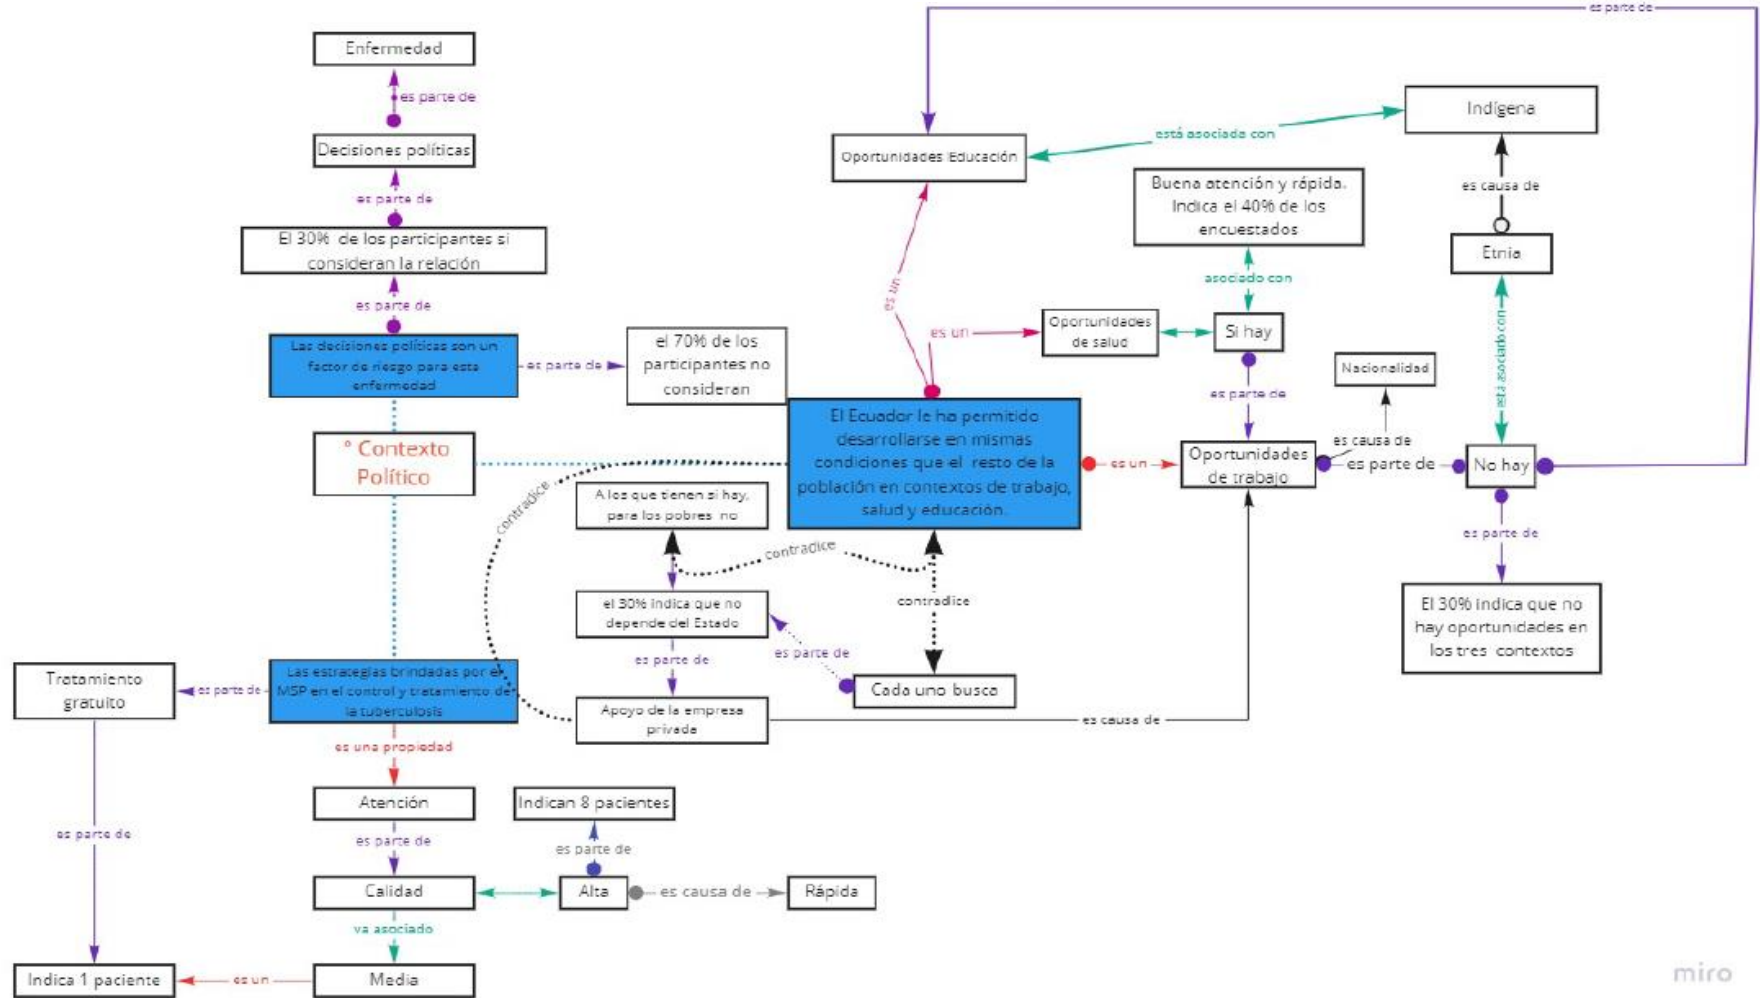 es parte de
Enfermedad
es parte de
Decisiones políticas
es parte de
El 30% de los participantes si
consideran la relación
es parte de
Las decisiones políticas son un
factor de riesgo para esta
enfermedad
es parte de
el 70% de los
participantes no
consideran
° Contexto
Político
Oportunidades Educación
está asociada con
Indígena
es causa de
Etnia
está asociado con
Buena atención y rápida.
Indica el 40% de los
encuestados
asociado con
es un
es un
Oportunidades
de salud
Si hay
es parte de
Nacionalidad
es causa de
El Ecuador le ha permitido
desarrollarse en mismas
condiciones que el resto de la
población en contextos de trabajo,
salud y educación.
es un
Oportunidades
de trabajo
es parte de
No hay
es parte de
El 30% indica que no
hay oportunidades en
los tres contextos
contradice
A los que tienen si hay,
para los pobres no
contradice
contradice
el 30% indica que no
depende del Estado
es parte de
es parte de
Cada uno busca
Apoyo de la empresa
privada
es causa de
Las estrategias brindadas por el
MSP en el control y tratamiento de
la tuberculosis
es parte de
Tratamiento
gratuito
es una propiedad
Atención
Indican 8 pacientes
es parte de
es parte de
es parte de
Calidad
Alta
es causa de
Rápida
va asociado
Indica 1 paciente
es un
Media
miro